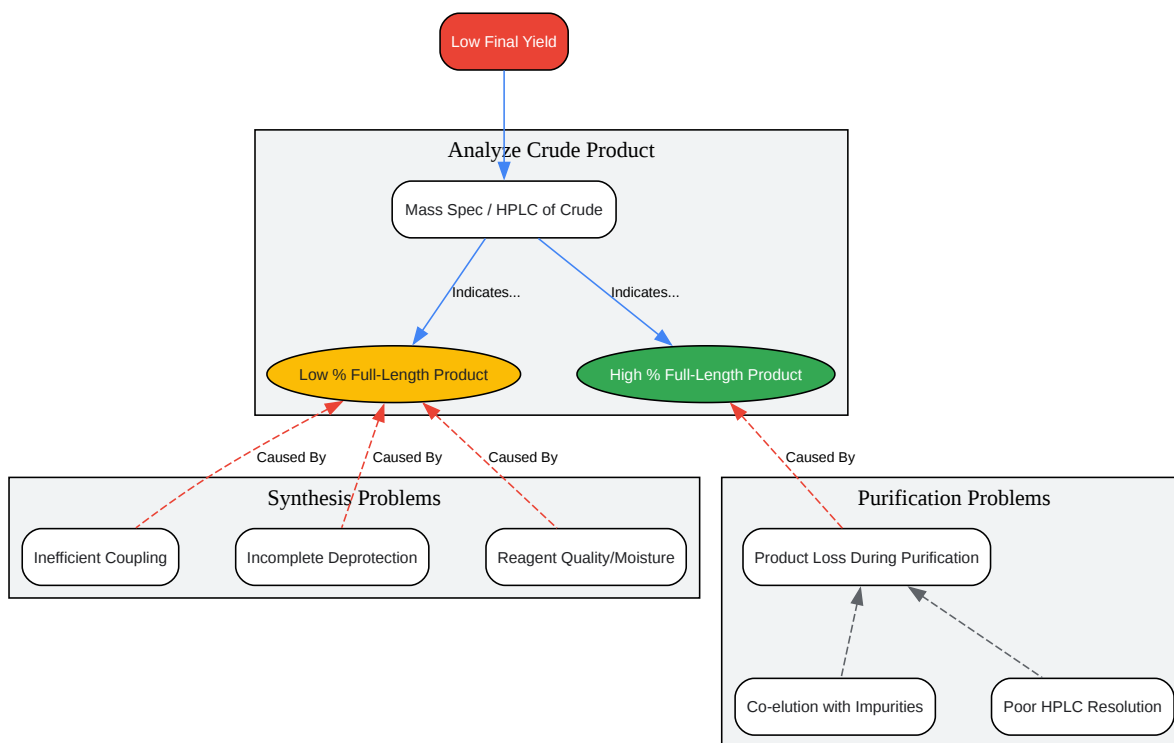 Low Final Yield
Analyze Crude Product
Mass Spec / HPLC of Crude
Indicates...
Indicates...
Low % Full-Length Product
High % Full-Length Product
Caused By
Caused By
Caused By
Caused By
Synthesis Problems
Purification Problems
Inefficient Coupling
Incomplete Deprotection
Reagent Quality/Moisture
Product Loss During Purification
Co-elution with Impurities
Poor HPLC Resolution